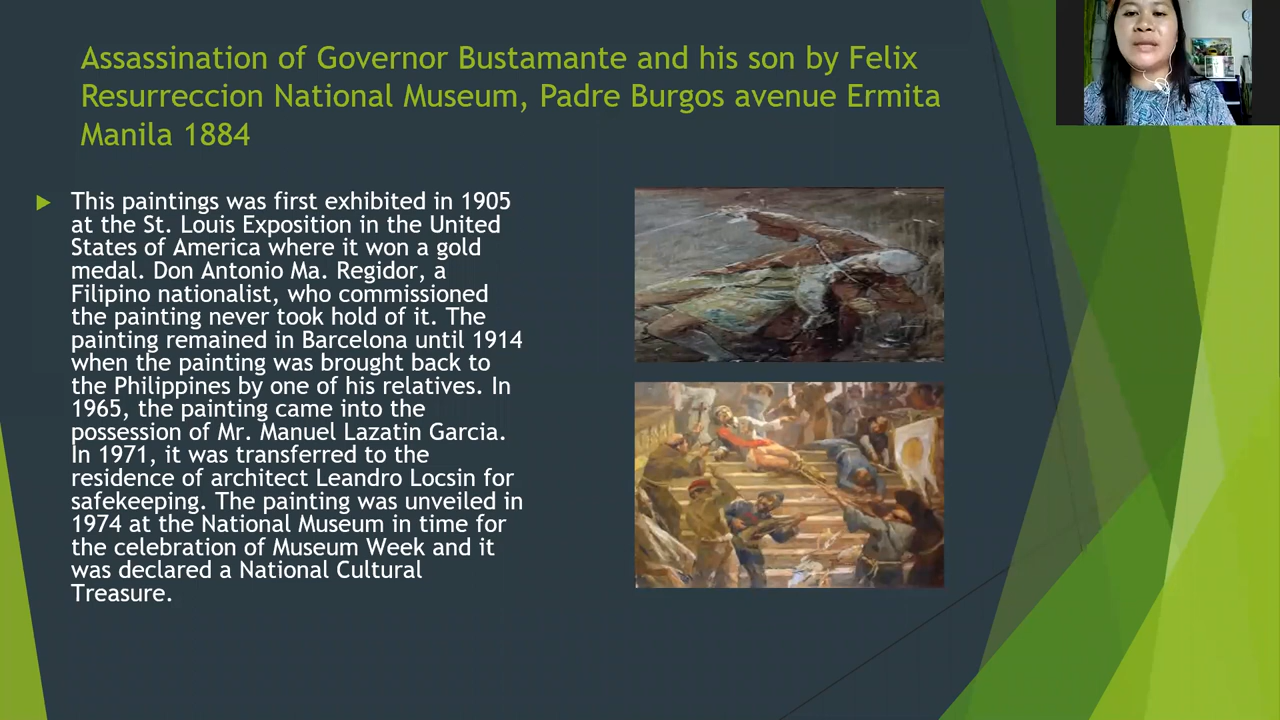 Assassination of Governor Bustamante and his son by Felix
Resurreccion National Museum, Padre Burgos avenue Ermita
Manila 1884
This paintings was first exhibited in 1905
at the St. Louis Exposition in the United
States of America where it won a gold
medal. Don Antonio Ma. Regidor, a
Filipino nationalist, who commissioned
the painting never took hold of it. The
painting remained in Barcelona until 1914
when the painting was brought back to
the Philippines by one of his relatives. In
1965, the painting came into the
possession of Mr. Manuel Lazatin Garcia.
In 1971, it was transferred to the
residence of architect Leandro Locsin for
safekeeping. The painting was unveiled in
1974 at the National Museum in time for
the celebration of Museum Week and it
was declared a National Cultural
Treasure.